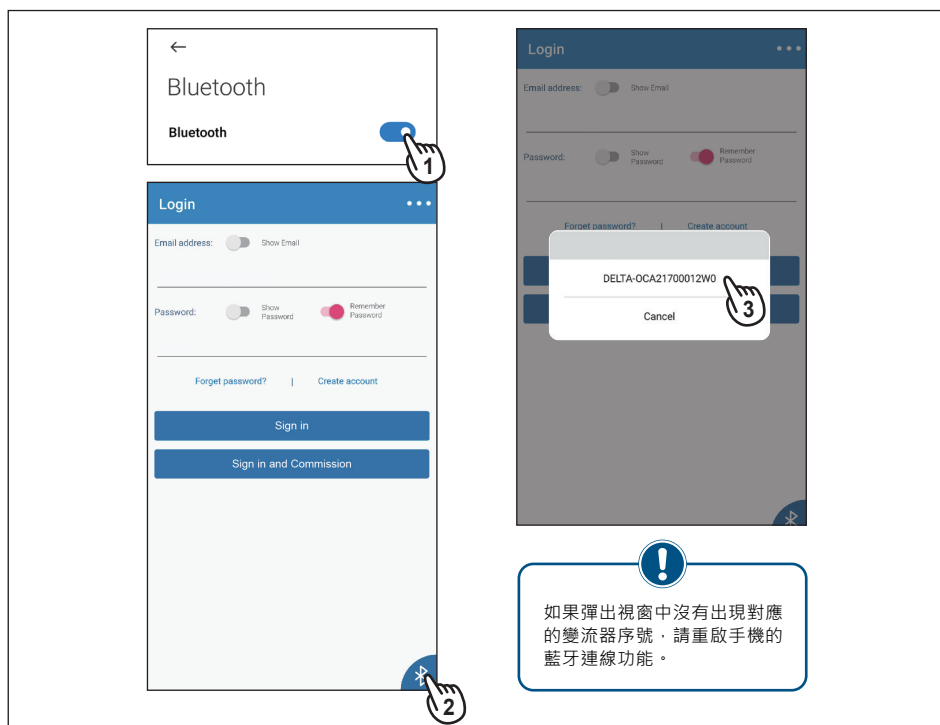 ←
Bluetooth
Bluetooth
1
Login
Email address: Show Email
Password: Show Password Remember Password
Forget password? | Create account
Sign in
Sign in and Commission
2
Login
Email address: Show Email
Password: Show Password Remember Password
Forget password? | Create account
DELTA-OCA21700012W0
3
Cancel
!
如果彈出視窗中沒有出現對應
的變流器序號，請重啟手機的
藍牙連線功能。